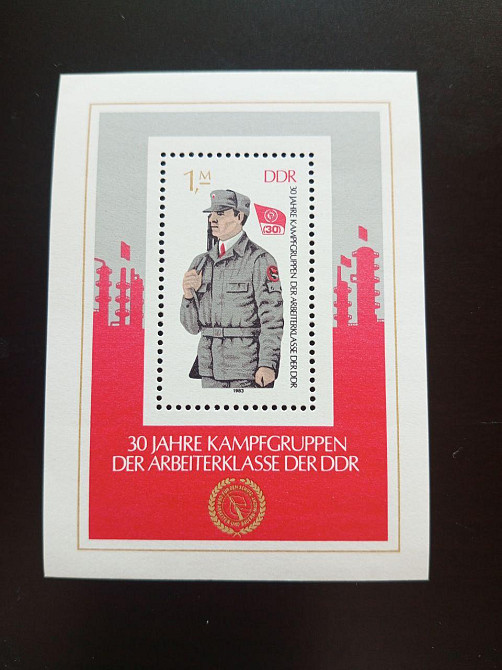 1,M
DDR
30 JAHRE KAMPFGRUPPEN DER ARBEITERKLASSE DER DDR
30
1983
30 JAHRE KAMPFGRUPPEN
DER ARBEITERKLASSE DER DDR